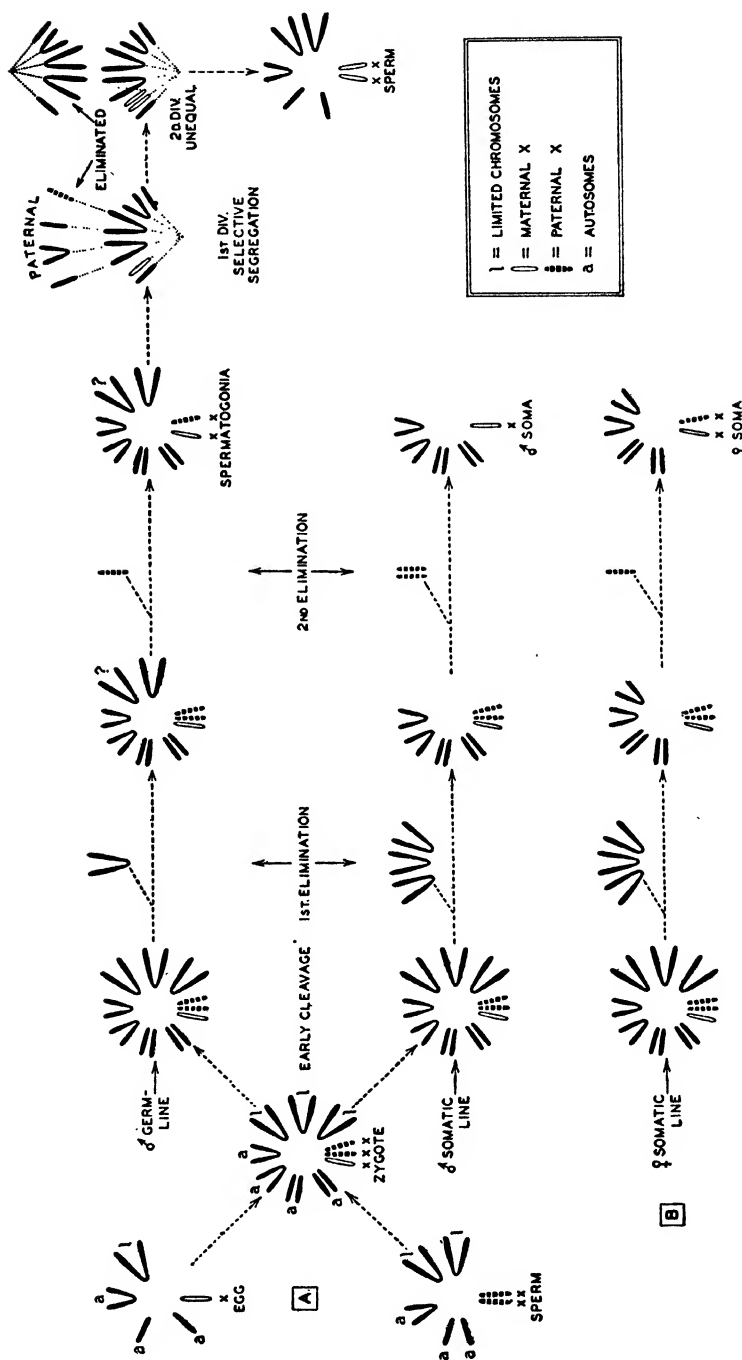 a
a
a
l
x
EGG
A
a
a
a
l
x x
SPERM
a
a
a
a
l
l
l
x x x
ZYGOTE
♂ GERM-
LINE
EARLY CLEAVAGE
1ST. ELIMINATION
?
2ND ELIMINATION
?
x x
SPERMATOGONIA
PATERNAL
1ST DIV.
SELECTIVE
SEGREGATION
ELIMINATED
2D DIV.
UNEQUAL
x x
SPERM
♂ SOMATIC
LINE
x
♂ SOMA
B
♀ SOMATIC
LINE
x x
♀ SOMA
l = LIMITED CHROMOSOMES
= MATERNAL X
= PATERNAL X
a = AUTOSOMES